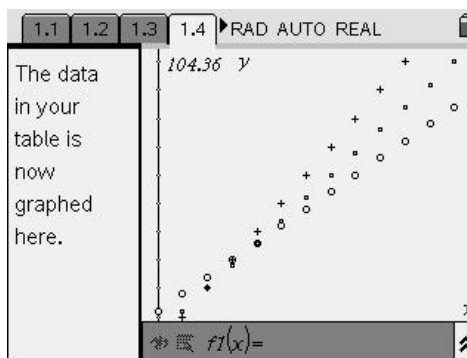 1.1 1.2 1.3 1.4 RAD AUTO REAL
The data
in your
table is
now
graphed
here.
104.36 y
f1(x)=